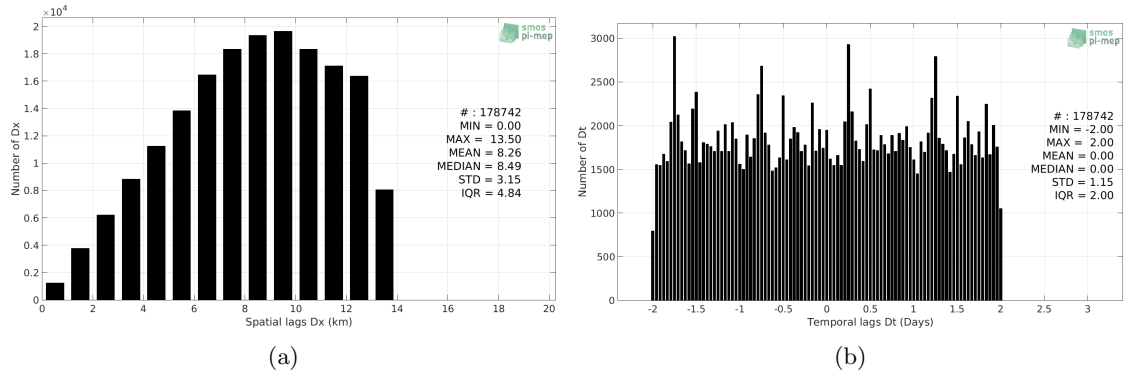 ×10⁴
2
1.8
1.6
1.4
1.2
1
0.8
0.6
0.4
0.2
0
Number of Dx
0 2 4 6 8 10 12 14 16 18 20
Spatial lags Dx (km)
smos
pi-mep
# : 178742
MIN = 0.00
MAX = 13.50
MEAN = 8.26
MEDIAN = 8.49
STD = 3.15
IQR = 4.84
(a)
3000
2500
2000
1500
1000
500
0
Number of Dt
-2 -1.5 -1 -0.5 0 0.5 1 1.5 2 2.5 3
Temporal lags Dt (Days)
smos
pi-mep
# : 178742
MIN = -2.00
MAX = 2.00
MEAN = 0.00
MEDIAN = 0.00
STD = 1.15
IQR = 2.00
(b)